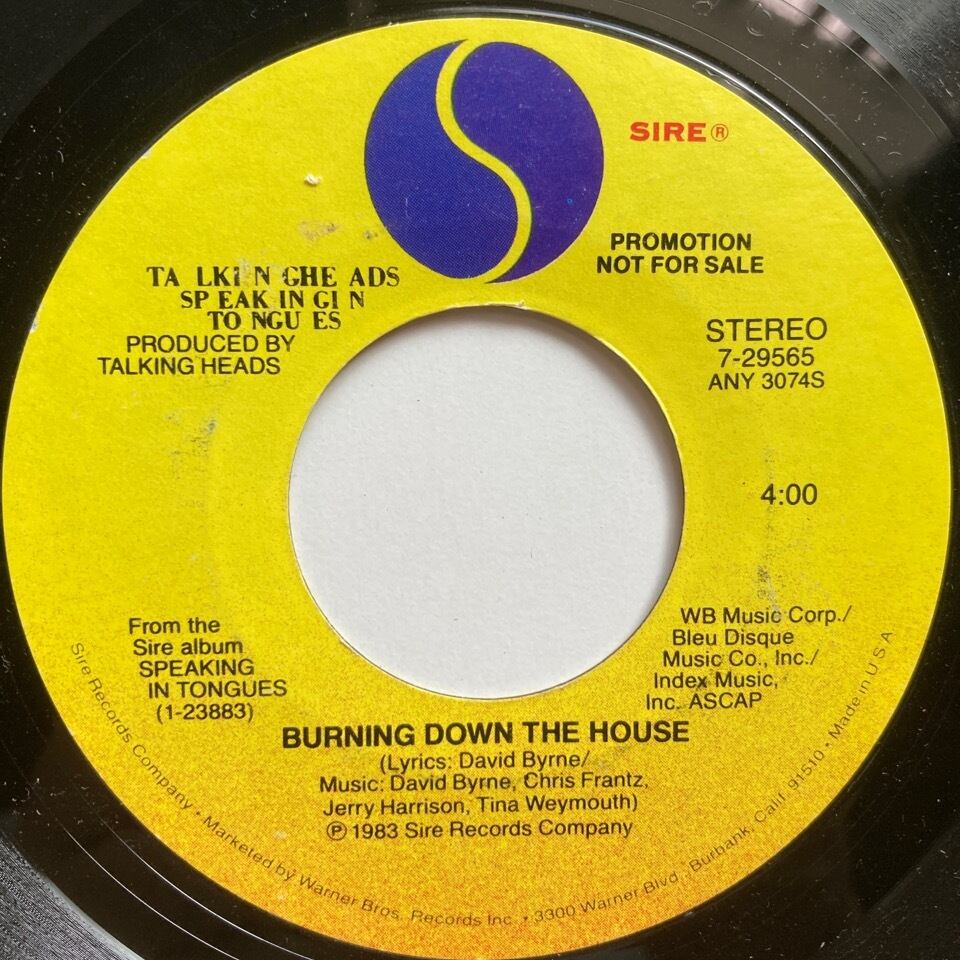 SIRE®
PROMOTION
NOT FOR SALE
TA LKI N GHE ADS
SP EAK IN GI N
TO NGU ES
PRODUCED BY
TALKING HEADS
STEREO
7-29565
ANY 3074S
4:00
From the
Sire album
SPEAKING
IN TONGUES
(1-23883)
WB Music Corp./
Bleu Disque
Music Co., Inc./
Index Music,
Inc. ASCAP
BURNING DOWN THE HOUSE
(Lyrics: David Byrne/
Music: David Byrne, Chris Frantz,
Jerry Harrison, Tina Weymouth)
℗ 1983 Sire Records Company
Sire Records Company • Marketed by Warner Bros. Records Inc. • 3300 Warner Blvd., Burbank, Calif. 91510 • Made in U S A